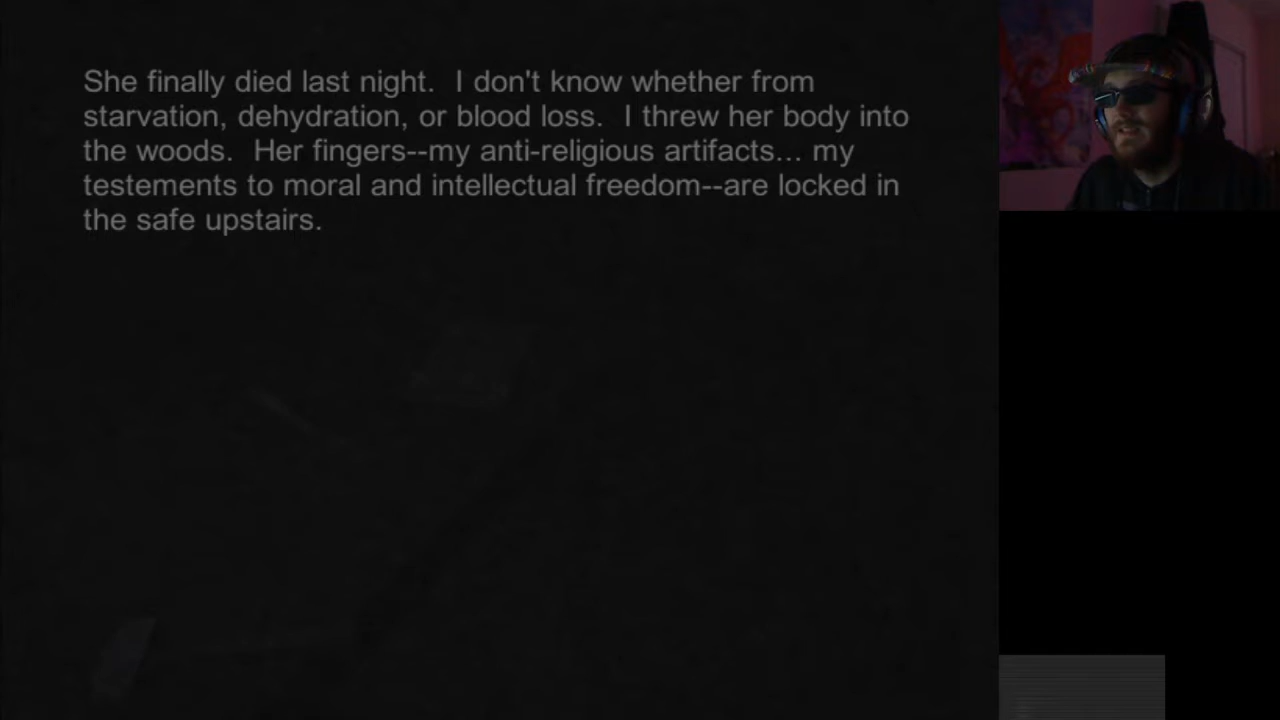 She finally died last night.  I don't know whether from
starvation, dehydration, or blood loss.  I threw her body into
the woods.  Her fingers--my anti-religious artifacts... my
testements to moral and intellectual freedom--are locked in
the safe upstairs.